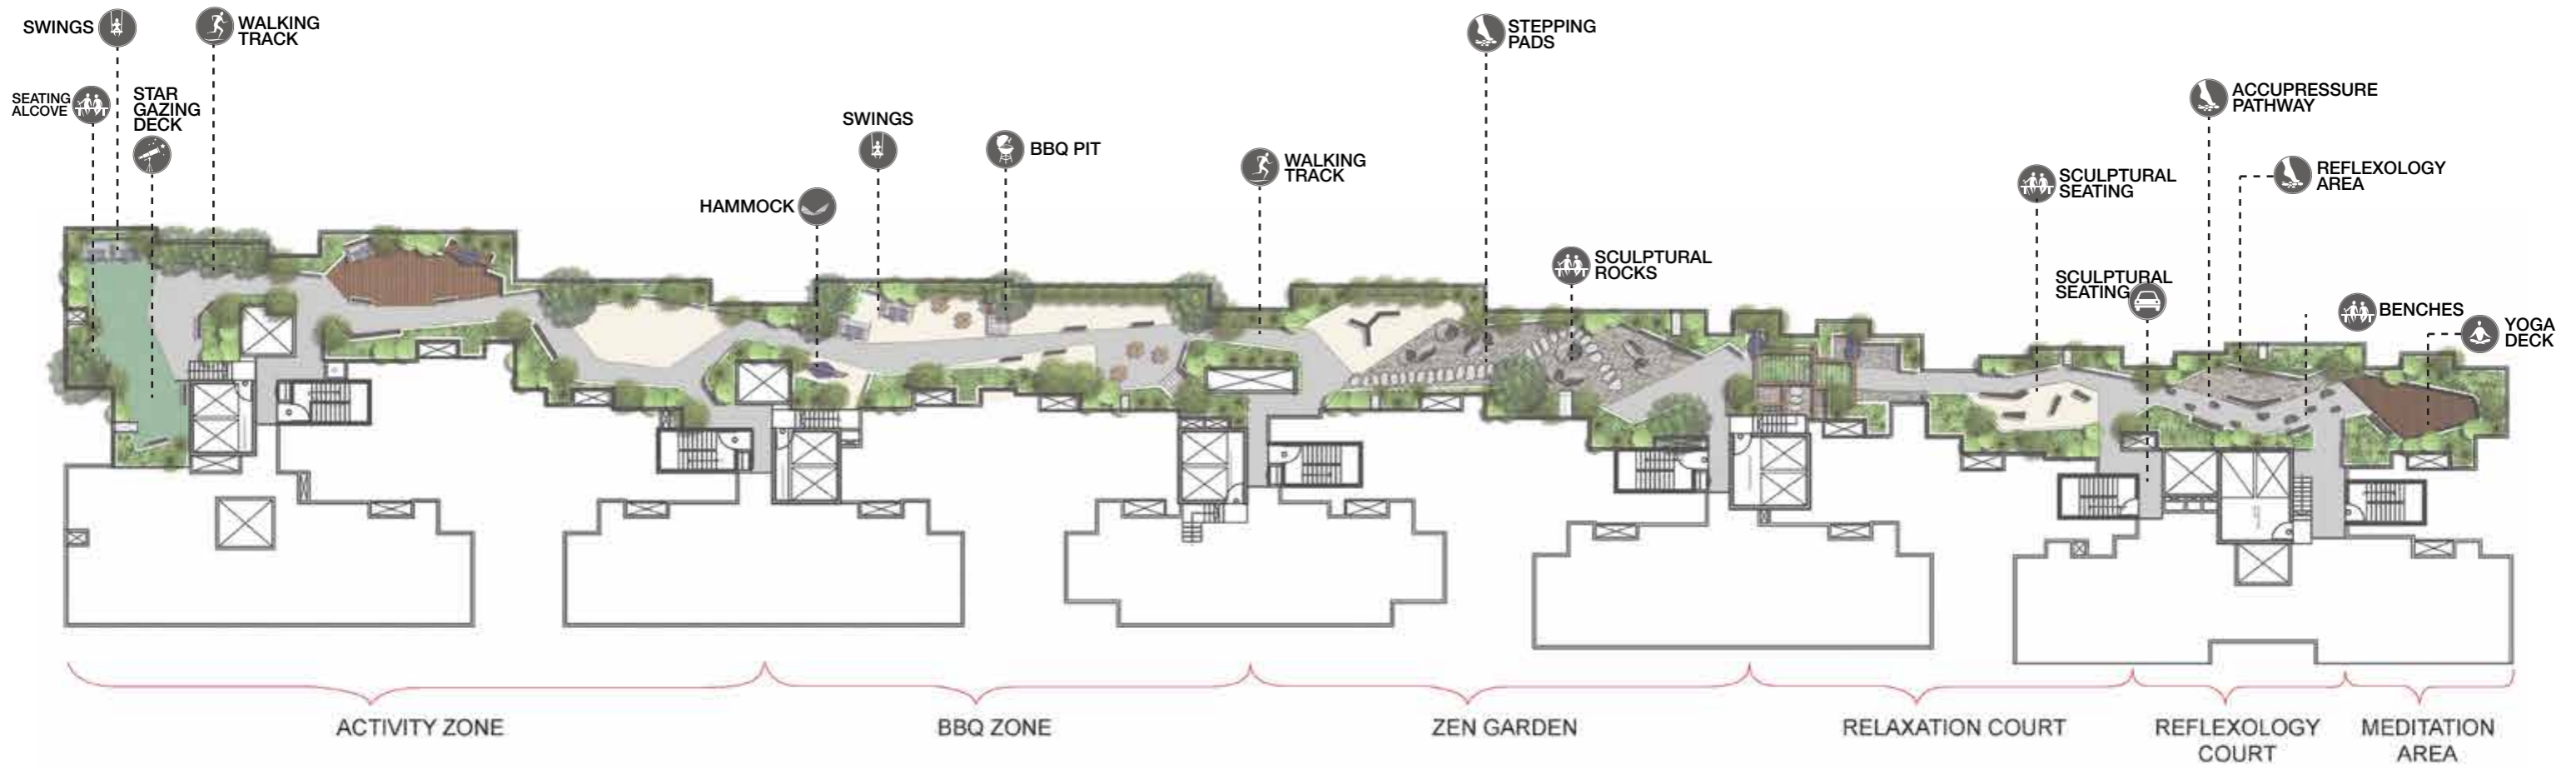 SWINGS
WALKING
TRACK
SEATING
ALCOVE
STAR
GAZING
DECK
HAMMOCK
SWINGS
BBQ PIT
WALKING
TRACK
STEPPING
PADS
SCULPTURAL
ROCKS
SCULPTURAL
SEATING
SCULPTURAL
SEATING
ACCUPRESSURE
PATHWAY
REFLEXOLOGY
AREA
BENCHES
YOGA
DECK
ACTIVITY ZONE
BBQ ZONE
ZEN GARDEN
RELAXATION COURT
REFLEXOLOGY
COURT
MEDITATION
AREA